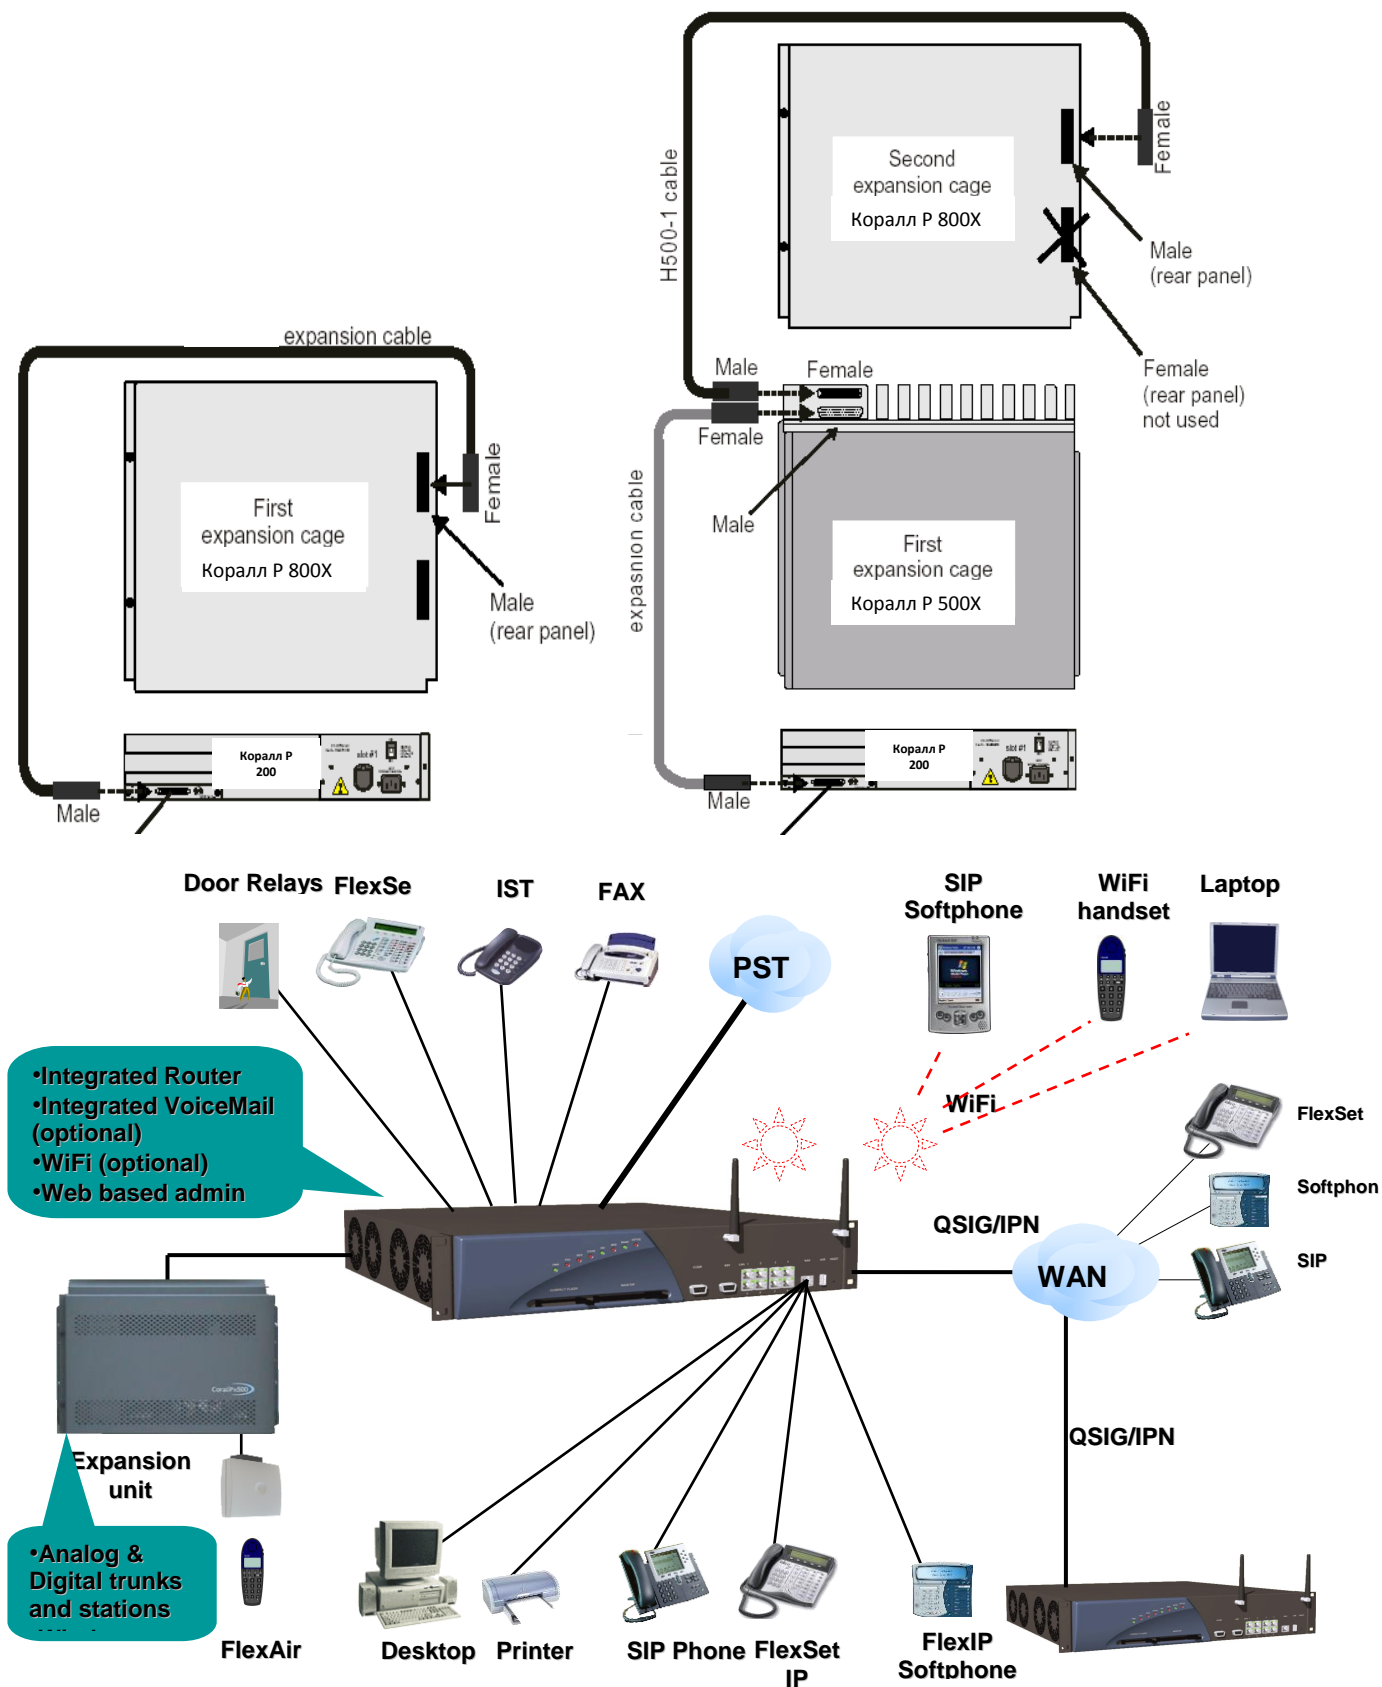 expansion cable
Female
First
expansion cage
Коралл Р 800X
Male
(rear panel)
Коралл Р
200
slot #1
Male
H500-1 cable
Female
Second
expansion cage
Коралл Р 800X
Male
(rear panel)
Female
(rear panel)
not used
Male
Female
Female
Male
expasnion cable
First
expansion cage
Коралл Р 500X
Коралл Р
200
slot #1
Male
Door Relays
FlexSe
IST
FAX
PST
SIP
Softphone
WiFi
handset
Laptop
•Integrated Router
•Integrated VoiceMail
(optional)
•WiFi (optional)
•Web based admin
WiFi
FlexSet
Softphon
SIP
QSIG/IPN
WAN
QSIG/IPN
Expansion
unit
•Analog &
Digital trunks
and stations
FlexAir
Desktop
Printer
SIP Phone
FlexSet
IP
FlexIP
Softphone